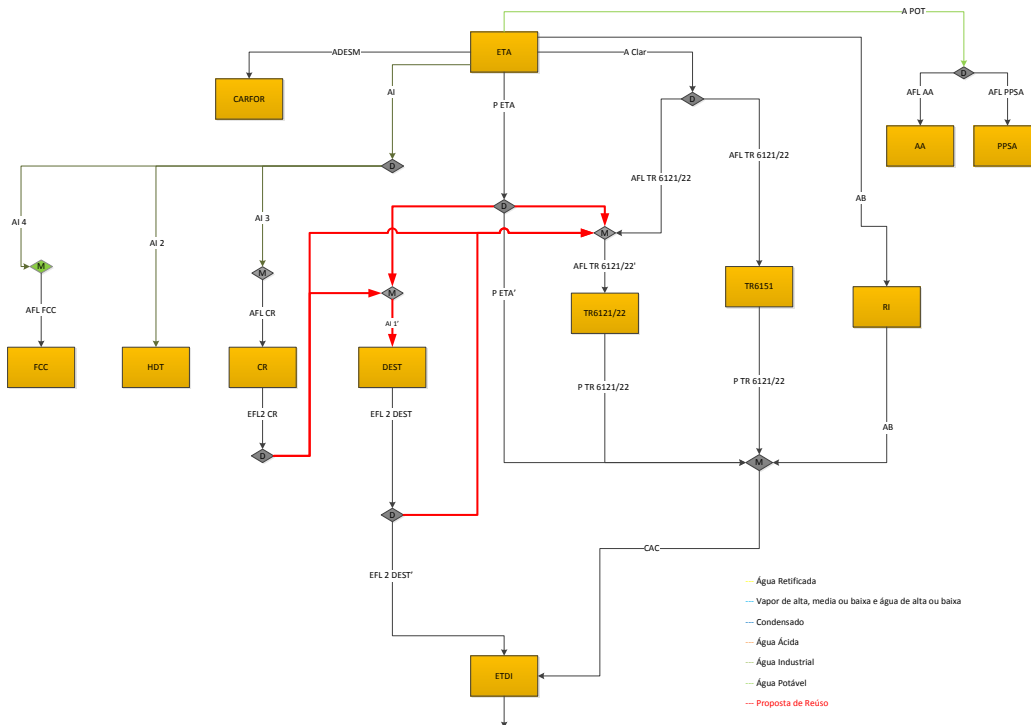 A POT
ETA
ADESM
A Clar
D
AI
CARFOR
AFL AA
AFL PPSA
P ETA
D
AA
PPSA
AFL TR 6121/22
D
AFL TR 6121/22
AB
AI 4
AI 2
AI 3
D
M
M
M
AFL TR 6121/22’
P ETA’
M
AFL FCC
AFL CR
TR6121/22
TR6151
RI
AI 1’
FCC
HDT
CR
DEST
P TR 6121/22
P TR 6121/22
EFL2 CR
EFL 2 DEST
AB
D
M
D
CAC
EFL 2 DEST’
Água Retificada
Vapor de alta, media ou baixa e água de alta ou baixa
Condensado
Água Ácida
Água Industrial
ETDI
Água Potável
Proposta de Reúso